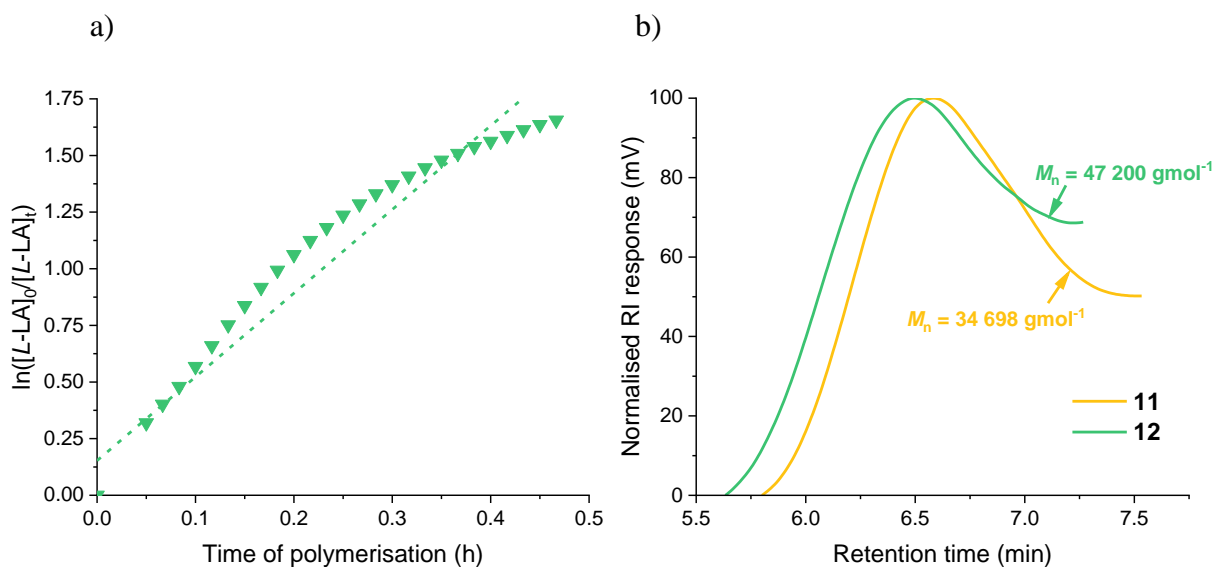 a)
ln([L-LA]0/[L-LA]t)
1.75
1.50
1.25
1.00
0.75
0.50
0.25
0.00
0.0 0.1 0.2 0.3 0.4 0.5
Time of polymerisation (h)
b)
Normalised RI response (mV)
100
80
60
40
20
0
5.5 6.0 6.5 7.0 7.5
Retention time (min)
Mn = 47 200 gmol-1
Mn = 34 698 gmol-1
11
12